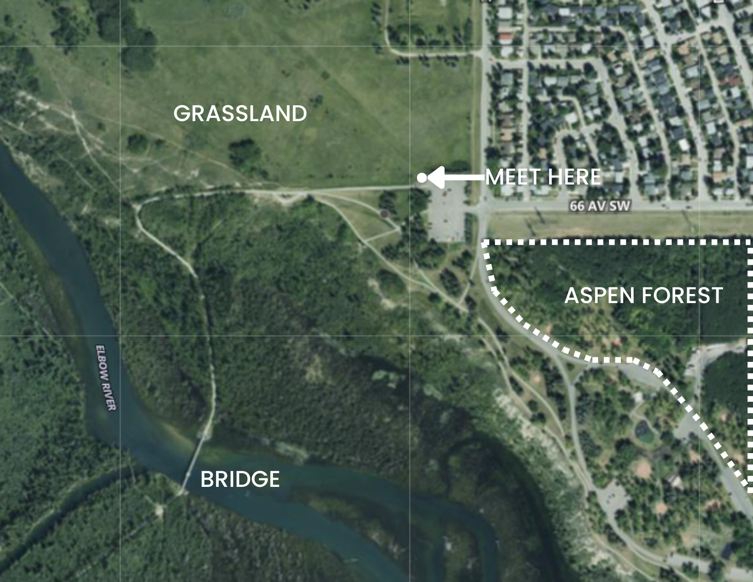 GRASSLAND
MEET HERE
66 AV SW
ASPEN FOREST
ELBOW RIVER
BRIDGE